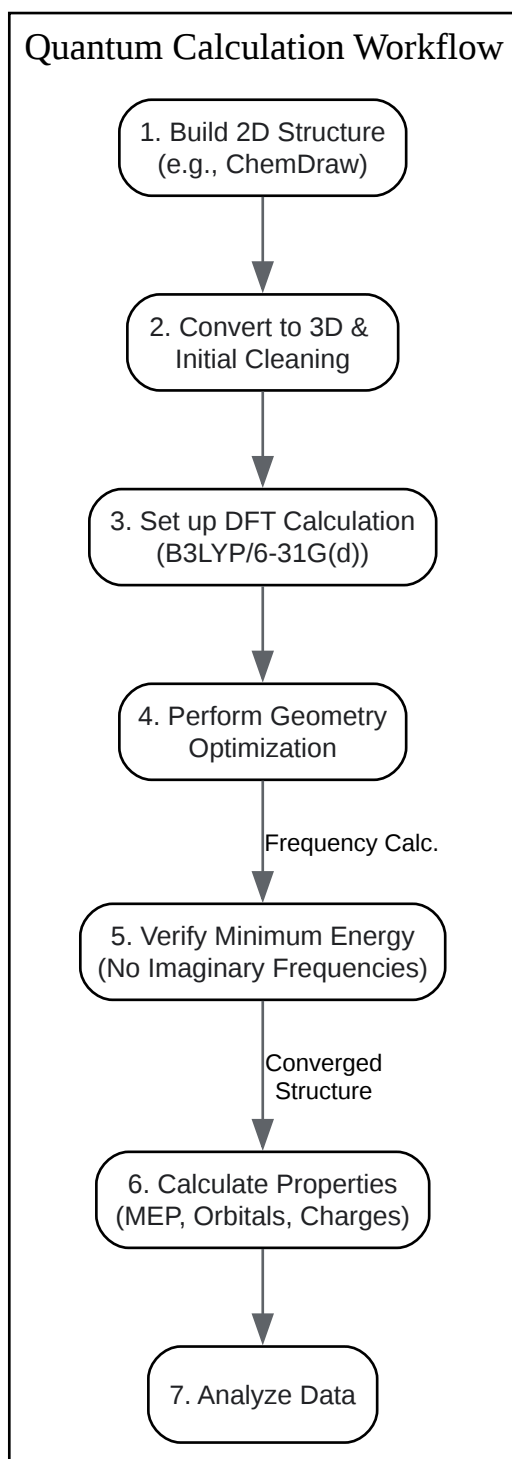 Quantum Calculation Workflow
1. Build 2D Structure
(e.g., ChemDraw)
2. Convert to 3D &
Initial Cleaning
3. Set up DFT Calculation
(B3LYP/6-31G(d))
4. Perform Geometry
Optimization
Frequency Calc.
5. Verify Minimum Energy
(No Imaginary Frequencies)
Converged
Structure
6. Calculate Properties
(MEP, Orbitals, Charges)
7. Analyze Data